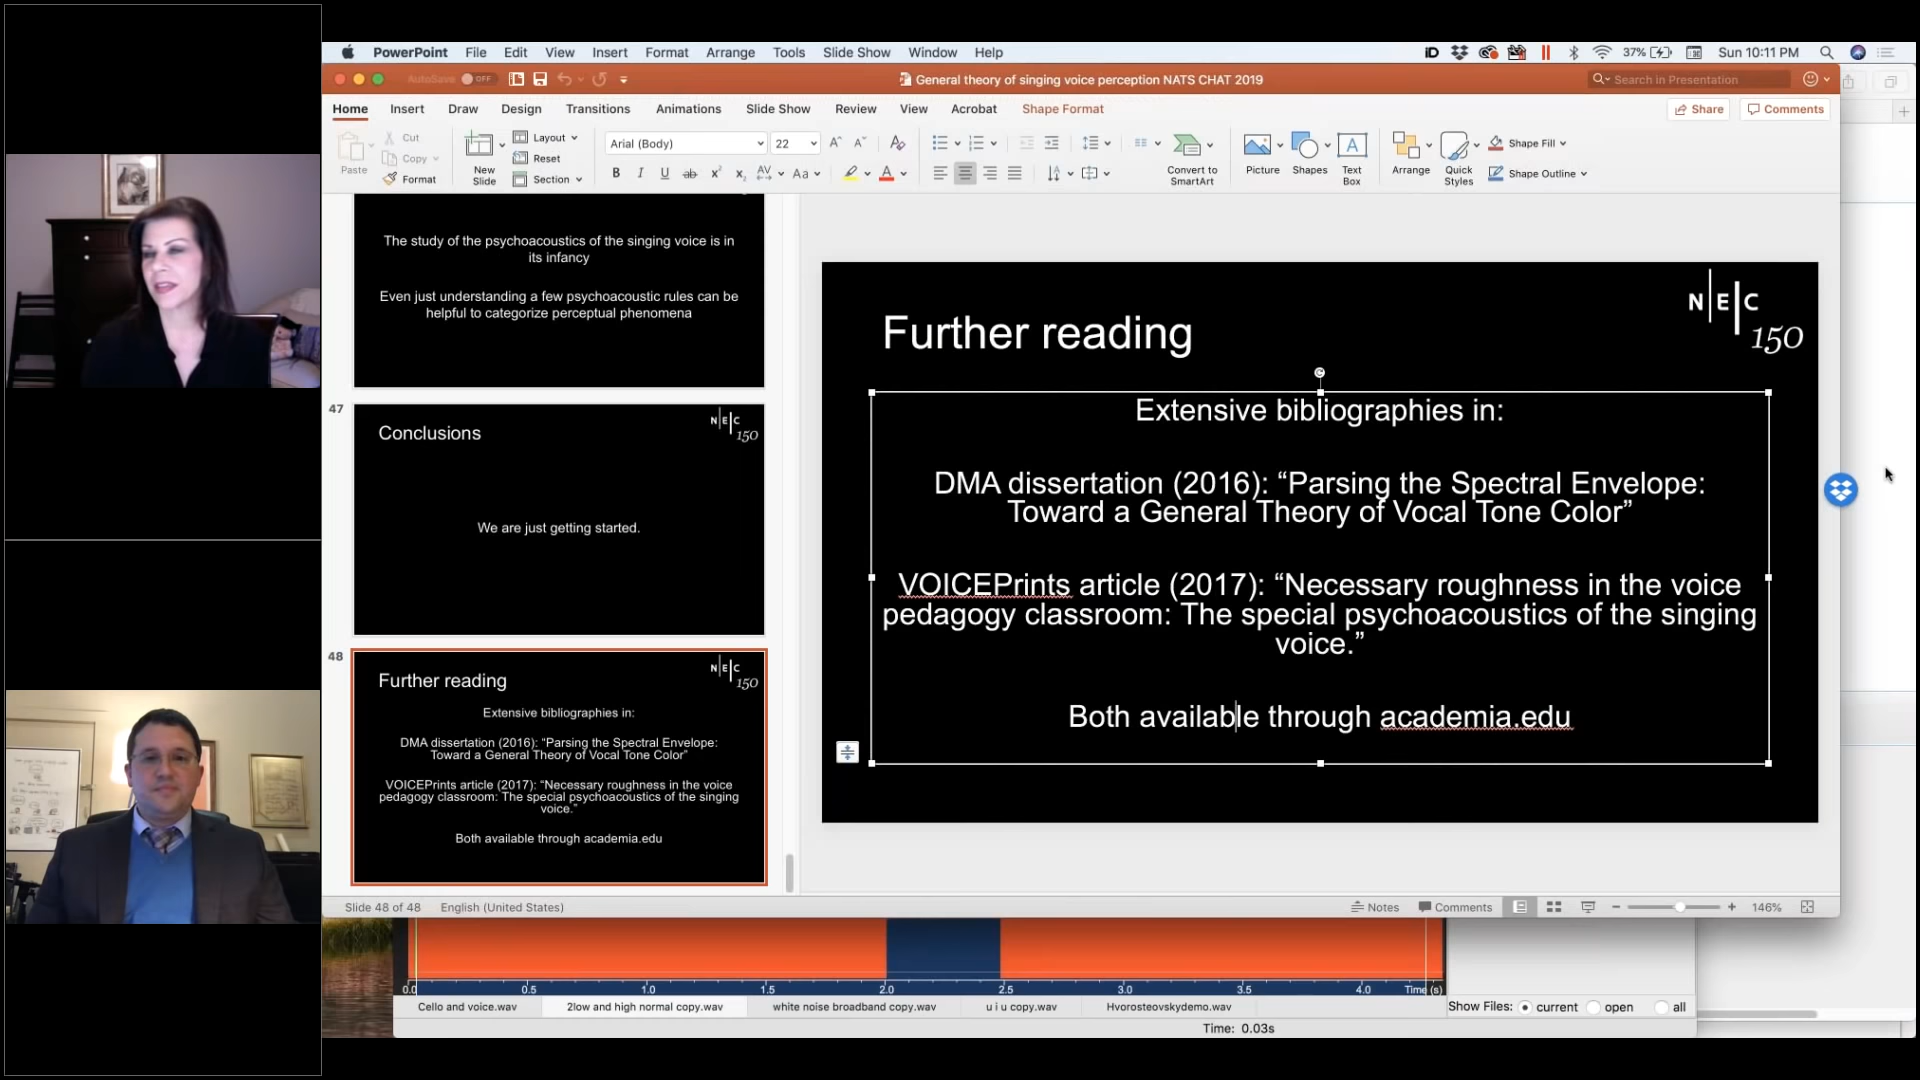 PowerPoint File Edit View Insert Format Arrange Tools Slide Show Window Help
iD 37% Sun 10:11 PM
AutoSave OFF
General theory of singing voice perception NATS CHAT 2019
Search in Presentation
Home Insert Draw Design Transitions Animations Slide Show Review View Acrobat Shape Format
Share Comments
Paste
Cut
Copy
Format
New
Slide
Layout
Reset
Section
Arial (Body) 22
B I U ab X² X₂ AV Aa A
Convert to
SmartArt
Picture
Shapes
Text
Box
Arrange
Quick
Styles
Shape Fill
Shape Outline
The study of the psychoacoustics of the singing voice is in
its infancy
Even just understanding a few psychoacoustic rules can be
helpful to categorize perceptual phenomena
47
Conclusions
NEC
150
We are just getting started.
48
Further reading
NEC
150
Extensive bibliographies in:
DMA dissertation (2016): “Parsing the Spectral Envelope:
Toward a General Theory of Vocal Tone Color”
VOICEPrints article (2017): “Necessary roughness in the voice
pedagogy classroom: The special psychoacoustics of the singing
voice.”
Both available through academia.edu
Further reading
NEC
150
Extensive bibliographies in:
DMA dissertation (2016): “Parsing the Spectral Envelope:
Toward a General Theory of Vocal Tone Color”
VOICEPrints article (2017): “Necessary roughness in the voice
pedagogy classroom: The special psychoacoustics of the singing
voice.”
Both available through academia.edu
Slide 48 of 48 English (United States)
Notes Comments 146%
0.0 0.5 1.0 1.5 2.0 2.5 3.0 3.5 4.0 Time (s)
Cello and voice.wav 2low and high normal copy.wav white noise broadband copy.wav u i u copy.wav Hvorosteovskydemo.wav
Show Files: current open all
Time: 0.03s